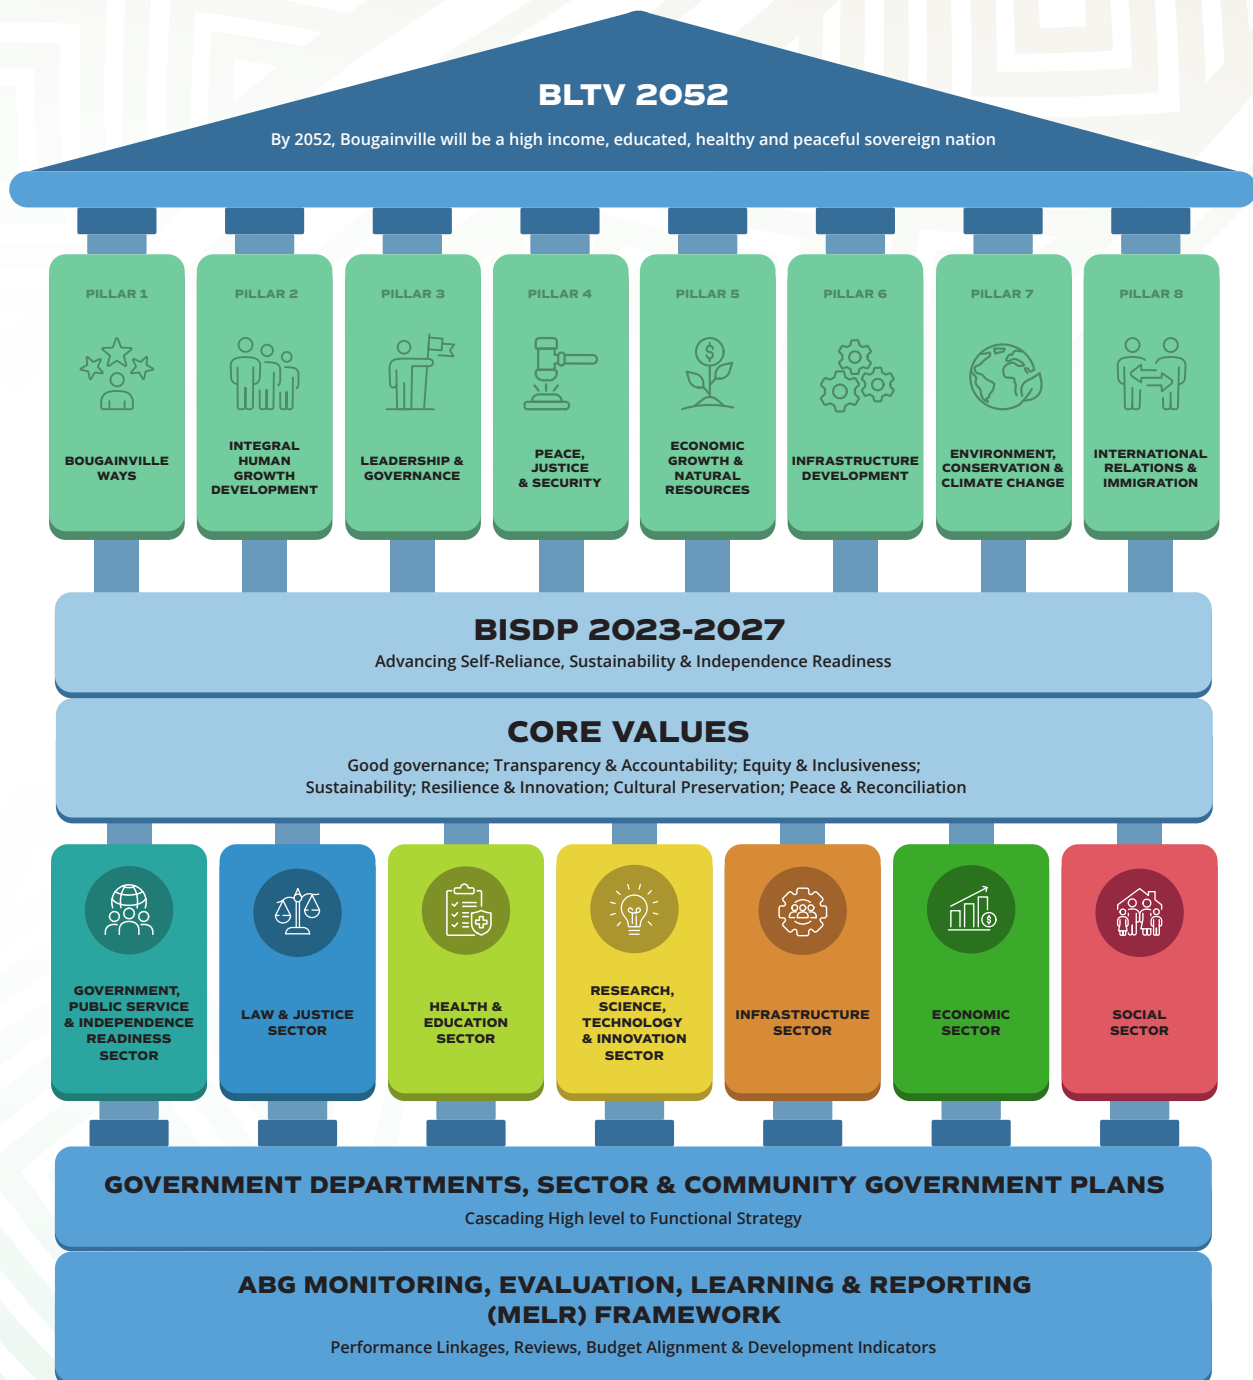 BLTV 2052
By 2052, Bougainville will be a high income, educated, healthy and peaceful sovereign nation
PILLAR 1
BOUGAINVILLE
WAYS
PILLAR 2
INTEGRAL
HUMAN
GROWTH
DEVELOPMENT
PILLAR 3
LEADERSHIP &
GOVERNANCE
PILLAR 4
PEACE,
JUSTICE
& SECURITY
PILLAR 5
$
ECONOMIC
GROWTH &
NATURAL
RESOURCES
PILLAR 6
INFRASTRUCTURE
DEVELOPMENT
PILLAR 7
ENVIRONMENT,
CONSERVATION &
CLIMATE CHANGE
PILLAR 8
INTERNATIONAL
RELATIONS &
IMMIGRATION
BISDP 2023-2027
Advancing Self-Reliance, Sustainability & Independence Readiness
CORE VALUES
Good governance; Transparency & Accountability; Equity & Inclusiveness;
Sustainability; Resilience & Innovation; Cultural Preservation; Peace & Reconciliation
GOVERNMENT,
PUBLIC SERVICE
& INDEPENDENCE
READINESS
SECTOR
LAW & JUSTICE
SECTOR
HEALTH &
EDUCATION
SECTOR
RESEARCH,
SCIENCE,
TECHNOLOGY
& INNOVATION
SECTOR
INFRASTRUCTURE
SECTOR
$
ECONOMIC
SECTOR
SOCIAL
SECTOR
GOVERNMENT DEPARTMENTS, SECTOR & COMMUNITY GOVERNMENT PLANS
Cascading High level to Functional Strategy
ABG MONITORING, EVALUATION, LEARNING & REPORTING
(MELR) FRAMEWORK
Performance Linkages, Reviews, Budget Alignment & Development Indicators